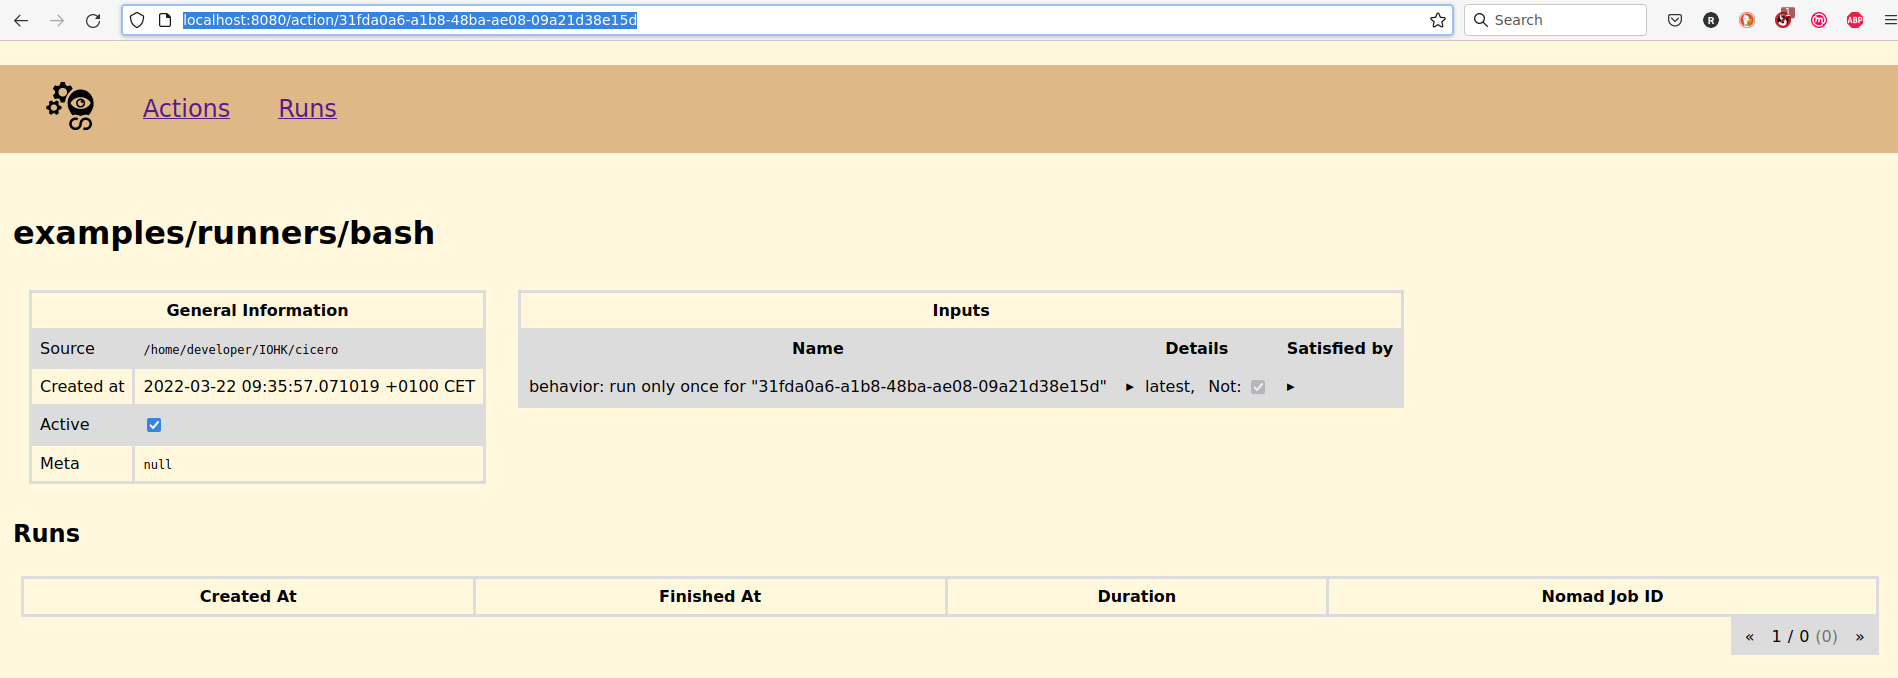 localhost:8080/action/31fda0a6-a1b8-48ba-ae08-09a21d38e15d
Search
1
R
ABP
Actions Runs
examples/runners/bash
General Information
Source /home/developer/IOHK/cicero
Created at 2022-03-22 09:35:57.071019 +0100 CET
Active
Meta null
Inputs
Name Details Satisfied by
behavior: run only once for "31fda0a6-a1b8-48ba-ae08-09a21d38e15d" ▸ latest, Not: ▸
Runs
Created At Finished At Duration Nomad Job ID
« 1 / 0 (0) »